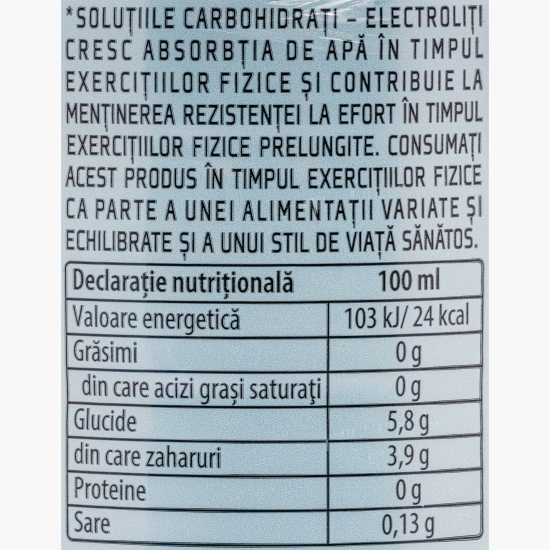 *SOLUȚIILE CARBOHIDRAȚI – ELECTROLIȚI
CRESC ABSORBȚIA DE APĂ ÎN TIMPUL
EXERCIȚIILOR FIZICE ȘI CONTRIBUIE LA
MENȚINEREA REZISTENȚEI LA EFORT ÎN TIMPUL
EXERCIȚIILOR FIZICE PRELUNGITE. CONSUMAȚI
ACEST PRODUS ÎN TIMPUL EXERCIȚIILOR FIZICE
CA PARTE A UNEI ALIMENTAȚII VARIATE ȘI
ECHILIBRATE ȘI A UNUI STIL DE VIAȚĂ SĂNĂTOS.
Declarație nutrițională 100 ml
Valoare energetică 103 kJ/ 24 kcal
Grăsimi 0 g
din care acizi grași saturați 0 g
Glucide 5,8 g
din care zaharuri 3,9 g
Proteine 0 g
Sare 0,13 g